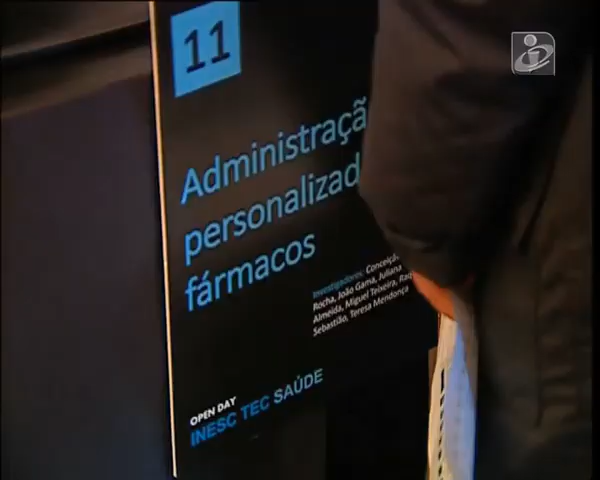 11
Administraçã
personalizad
fármacos
Investigadores: Conceiçã
Rocha, João Gama, Juliana
Almeida, Miguel Teixeira, Raq
Sebastião, Teresa Mendonça
OPEN DAY
INESC TEC SAÚDE